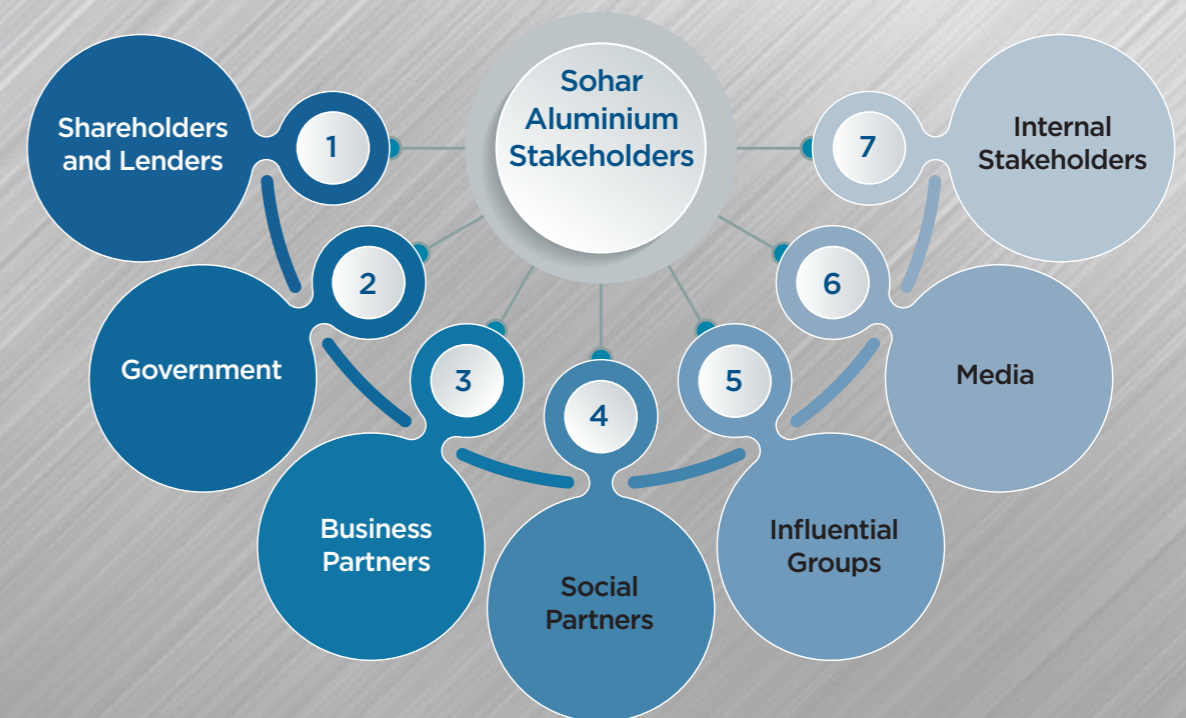 Sohar
Aluminium
Stakeholders
1
Shareholders
and Lenders
2
Government
3
Business
Partners
4
Social
Partners
5
Influential
Groups
6
Media
7
Internal
Stakeholders